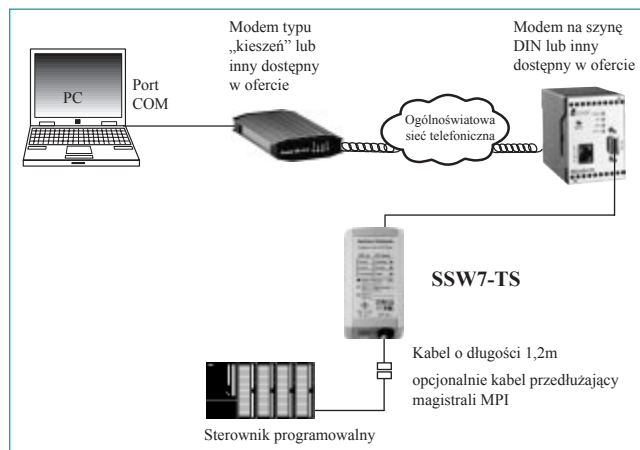 Modem typu
„kieszeń” lub
inny dostępny
w ofercie
Modem na szynę
DIN lub inny
dostępny w ofercie
PC
Port
COM
Ogólnoświatowa
sieć telefoniczna
SSW7-TS
Kabel o długości 1,2m
opcjonalnie kabel przedłużający
magistrali MPI
Sterownik programowalny